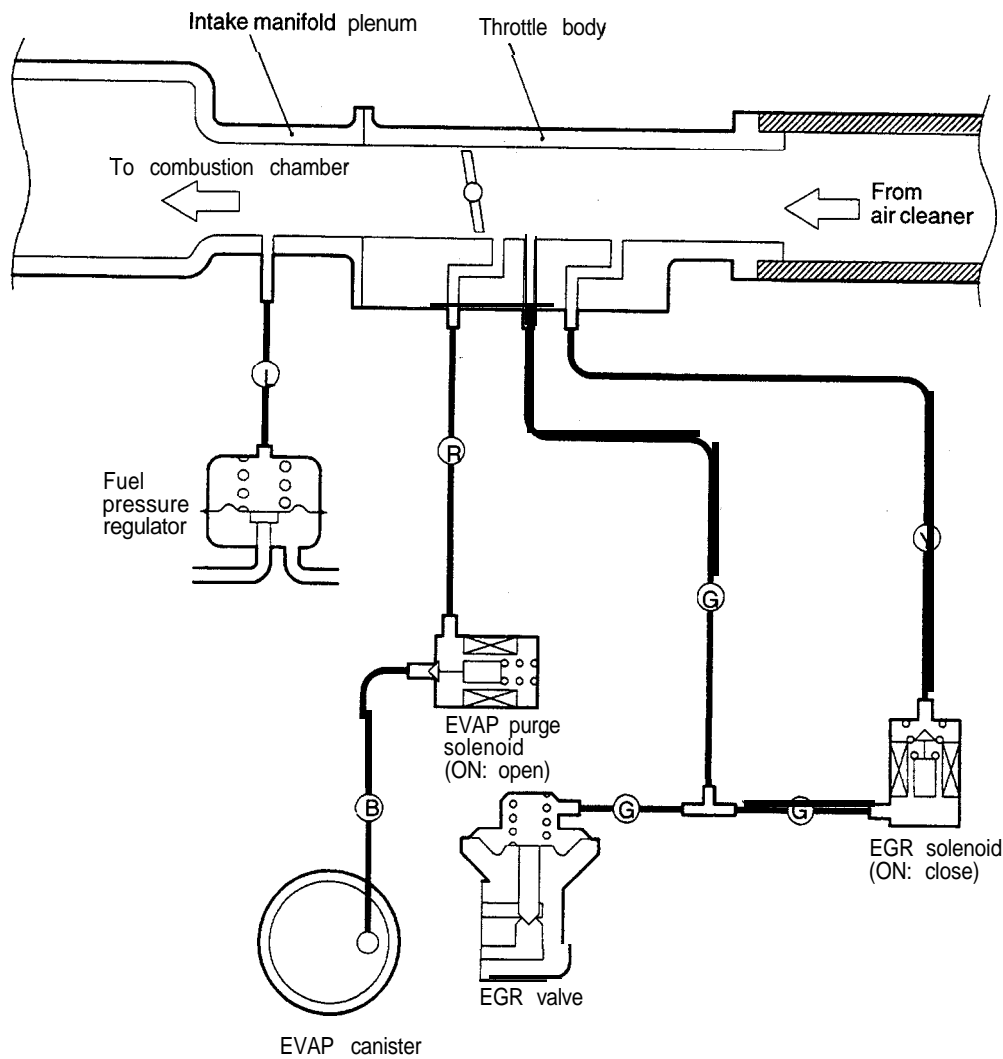 Intake manifold plenum
Throttle body
To combustion chamber
From
air cleaner
Fuel
pressure
regulator
R
G
Y
EVAP purge
solenoid
(ON: open)
B
G
G
EGR solenoid
(ON: close)
EGR valve
EVAP canister